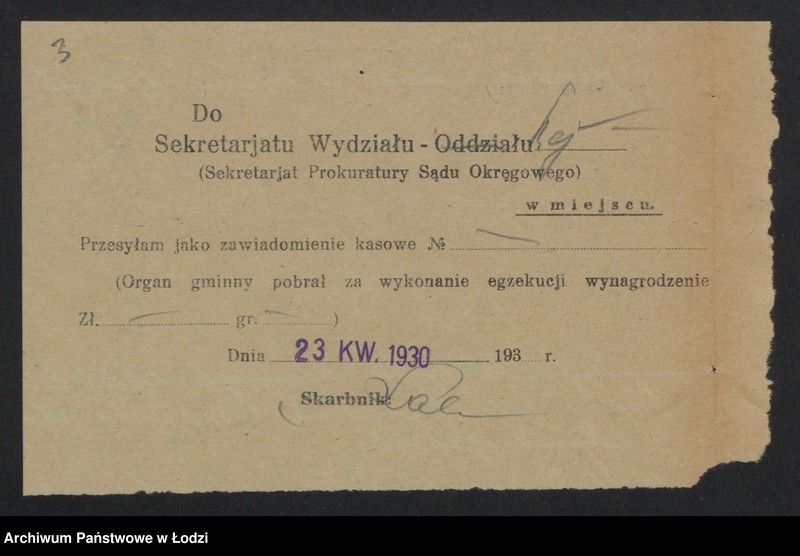 3
Do
Sekretarjatu Wydziału - Oddziału
(Sekretarjat Prokuratury Sądu Okręgowego)
w miejscu.
Przesyłam jako zawiadomienie kasowe №
(Organ gminny pobrał za wykonanie egzekucji wynagrodzenie
Zł. gr. )
Dnia 23 KW. 1930 193 r.
Skarbnik:
Archiwum Państwowe w Łodzi